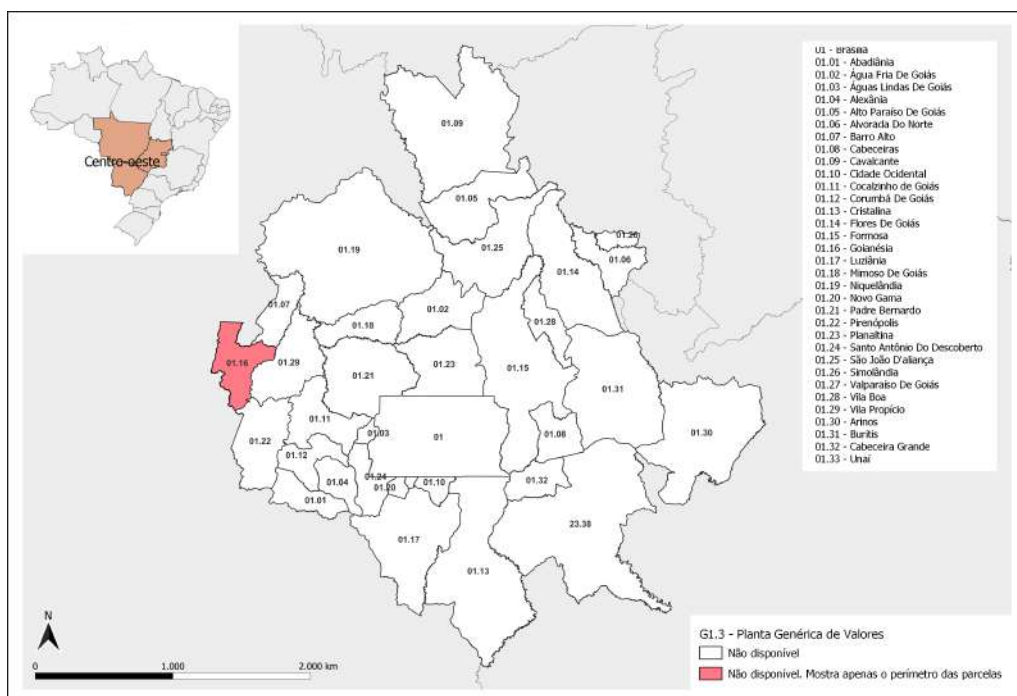 Centro-oeste
01.09
01.05
01.19
01.25
01.26
01.06
01.14
01.07
01.02
01.18
01.28
01.16
01.29
01.23
01.21
01.15
01.31
01.11
01.03
01
01.08
01.30
01.22
01.12
01.24
01.04
01.20
01.10
01.32
01.01
23.38
01.17
01.13
01 - Brasília
01.01 - Abadiânia
01.02 - Água Fria De Goiás
01.03 - Águas Lindas De Goiás
01.04 - Alexânia
01.05 - Alto Paraíso De Goiás
01.06 - Alvorada Do Norte
01.07 - Barro Alto
01.08 - Cabeceiras
01.09 - Cavalcante
01.10 - Cidade Ocidental
01.11 - Cocalzinho de Goiás
01.12 - Corumbá De Goiás
01.13 - Cristalina
01.14 - Flores De Goiás
01.15 - Formosa
01.16 - Goianésia
01.17 - Luziânia
01.18 - Mimoso De Goiás
01.19 - Niquelândia
01.20 - Novo Gama
01.21 - Padre Bernardo
01.22 - Pirenópolis
01.23 - Planaltina
01.24 - Santo Antônio Do Descoberto
01.25 - São João D'aliança
01.26 - Simolândia
01.27 - Valparaíso De Goiás
01.28 - Vila Boa
01.29 - Vila Propício
01.30 - Arinos
01.31 - Buritis
01.32 - Cabeceira Grande
01.33 - Unaí
N
0 1.000 2.000 km
G1.3 - Planta Genérica de Valores
Não disponível
Não disponível. Mostra apenas o perímetro das parcelas